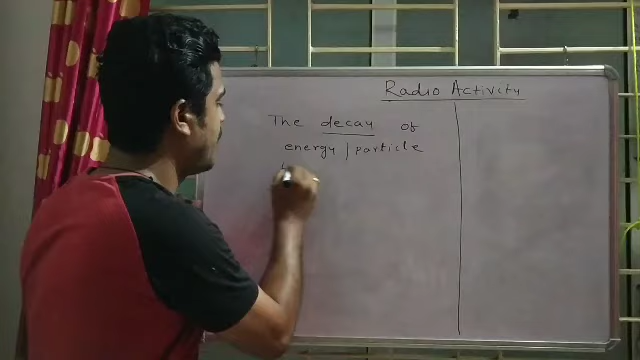 Radio Activity
The decay of
energy / particle